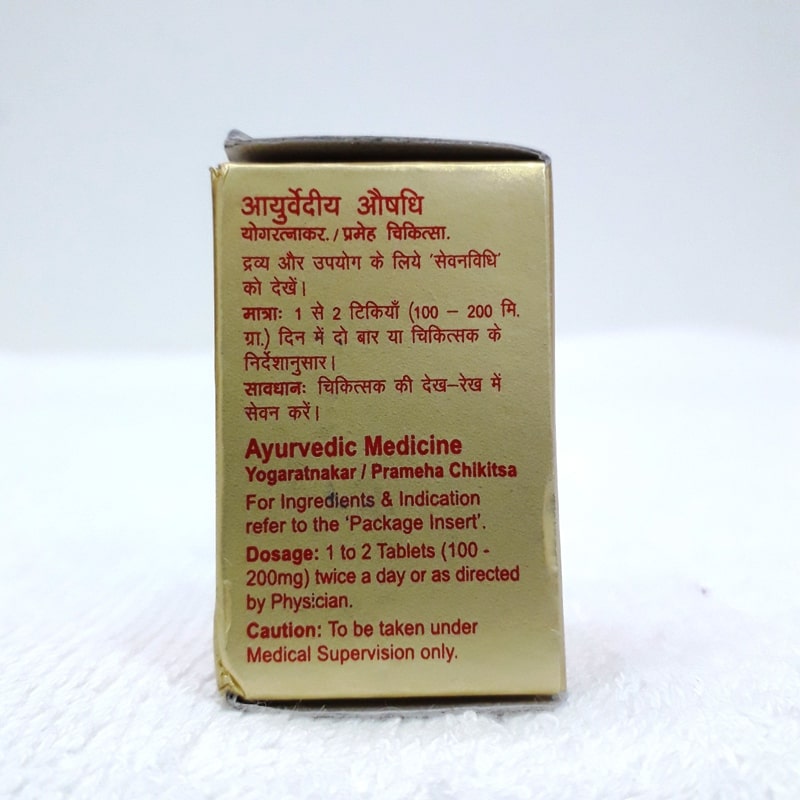 आयुर्वेदीय औषधि
योगरत्नाकर. / प्रमेह चिकित्सा.
द्रव्य और उपयोग के लिये 'सेवनविधि'
को देखें।
मात्राः 1 से 2 टिकियाँ (100 – 200 मि.
ग्रा.) दिन में दो बार या चिकित्सक के
निर्देशानुसार।
सावधानः चिकित्सक की देख–रेख में
सेवन करें।
Ayurvedic Medicine
Yogaratnakar / Prameha Chikitsa
For Ingredients & Indication
refer to the 'Package Insert'.
Dosage: 1 to 2 Tablets (100 -
200mg) twice a day or as directed
by Physician.
Caution: To be taken under
Medical Supervision only.